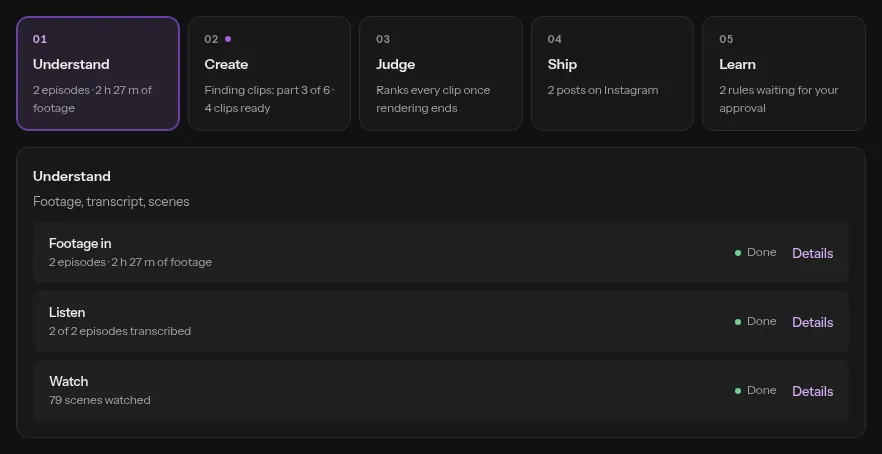 01
Understand
2 episodes · 2 h 27 m of
footage
02
Create
Finding clips: part 3 of 6 ·
4 clips ready
03
Judge
Ranks every clip once
rendering ends
04
Ship
2 posts on Instagram
05
Learn
2 rules waiting for your
approval
Understand
Footage, transcript, scenes
Footage in
2 episodes · 2 h 27 m of footage
Done
Details
Listen
2 of 2 episodes transcribed
Done
Details
Watch
79 scenes watched
Done
Details